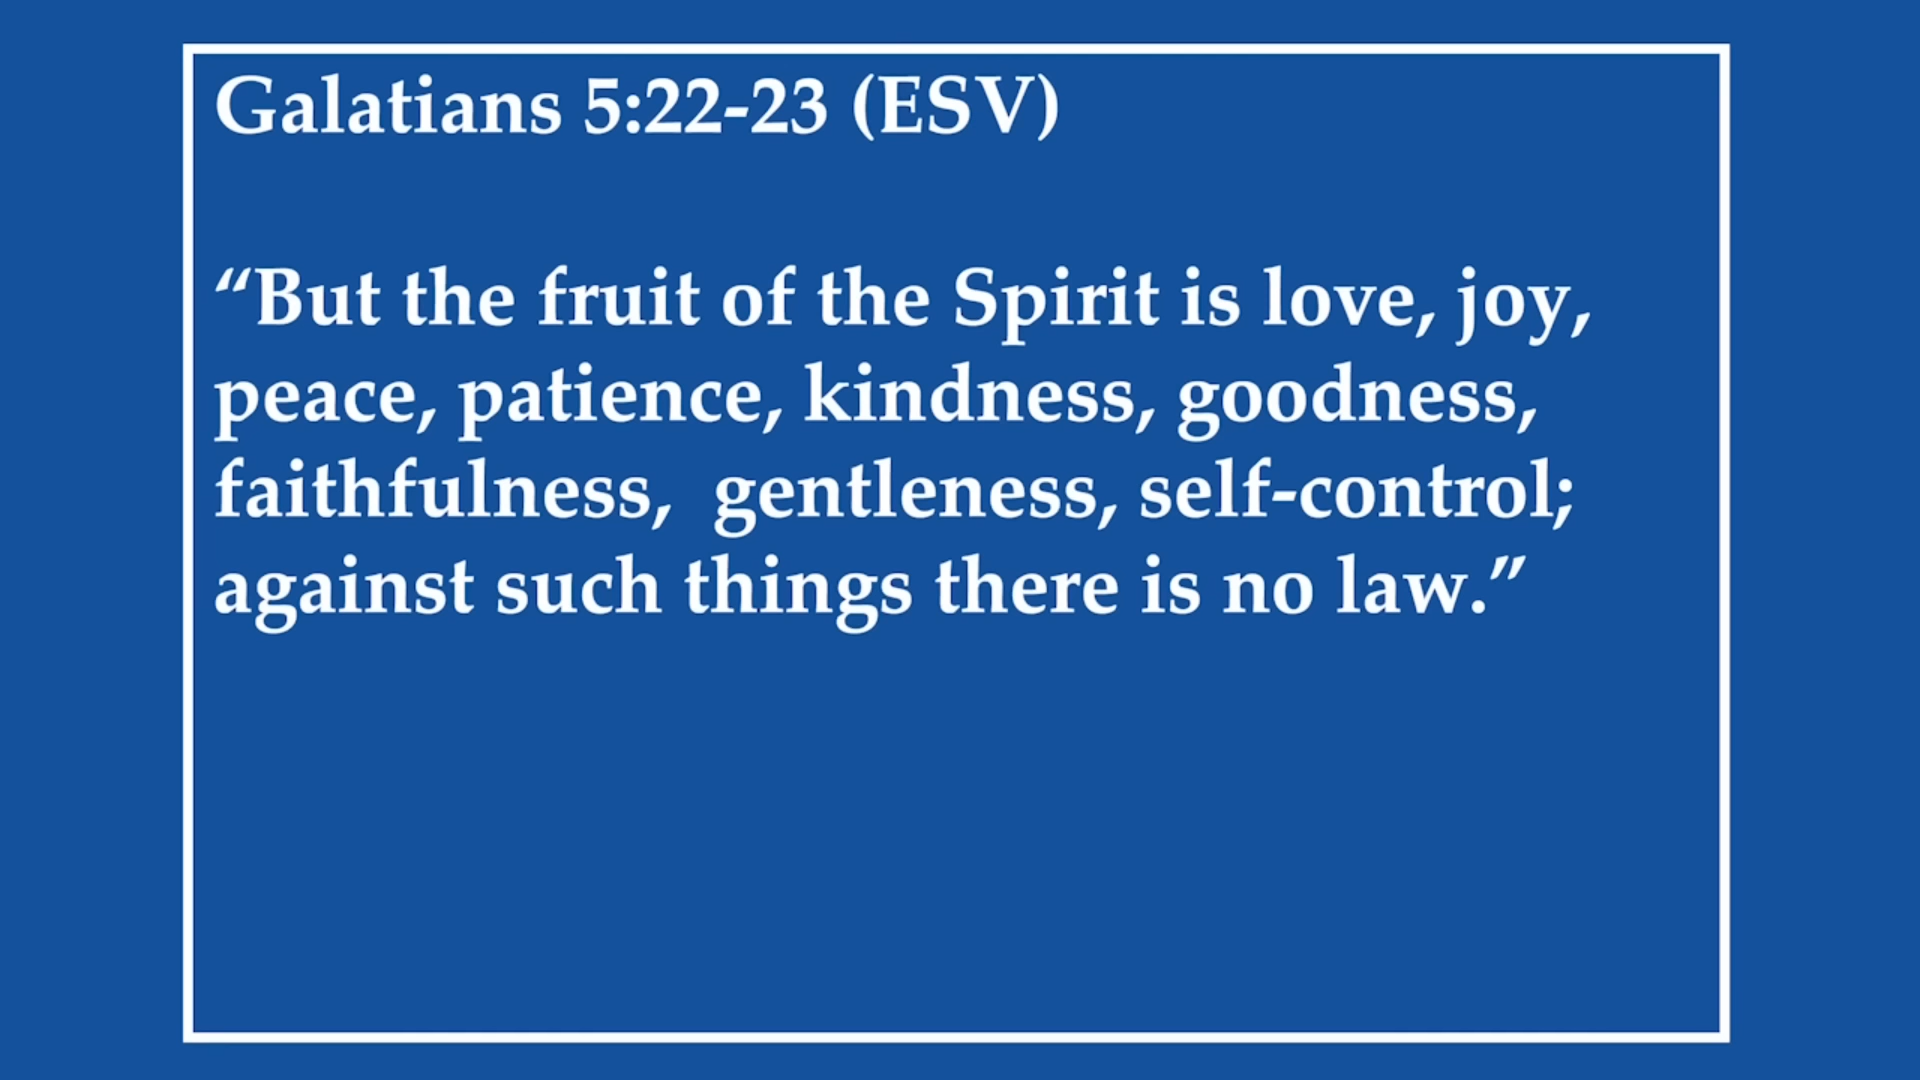 Galatians 5:22-23 (ESV)
“But the fruit of the Spirit is love, joy,
peace, patience, kindness, goodness,
faithfulness,  gentleness, self-control;
against such things there is no law.”